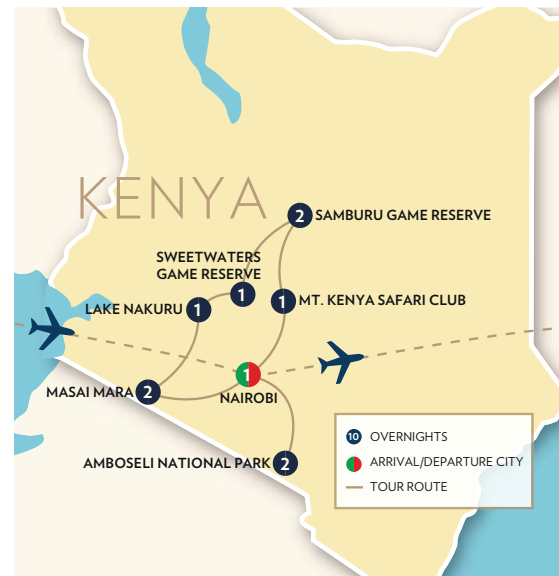 KENYA
2
SAMBURU GAME RESERVE
SWEETWATERS
GAME RESERVE
1
1
MT. KENYA SAFARI CLUB
LAKE NAKURU
1
1
NAIROBI
MASAI MARA
2
AMBOSELI NATIONAL PARK
2
10 OVERNIGHTS
ARRIVAL/DEPARTURE CITY
TOUR ROUTE